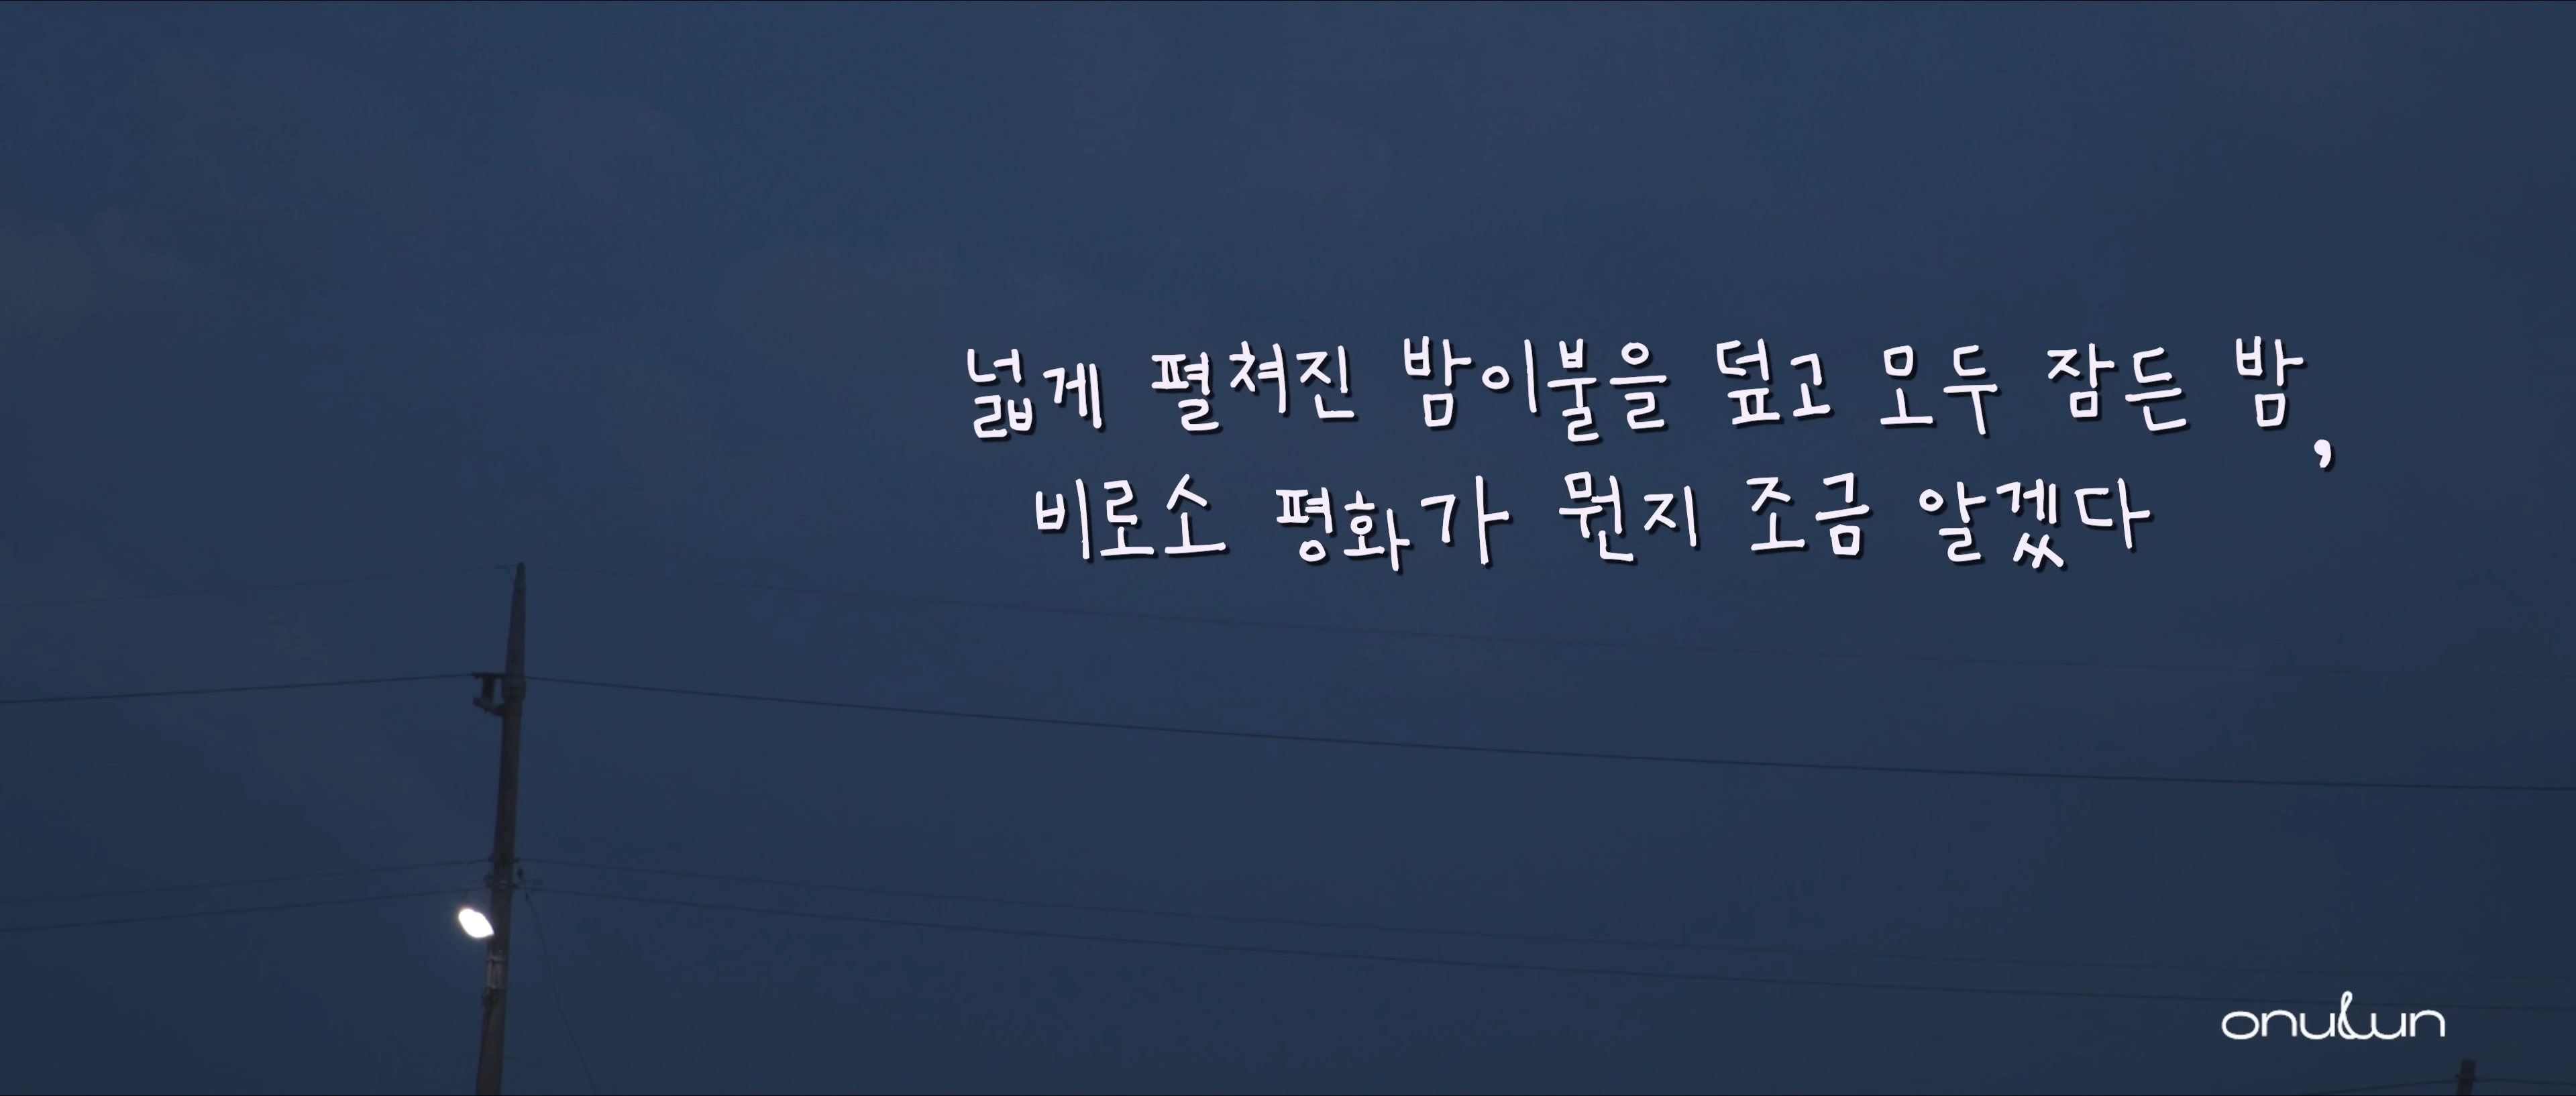 넓게 펼쳐진 밤이불을 덮고 모두 잠든 밤,
비로소 평화가 뭔지 조금 알겠다
onulun